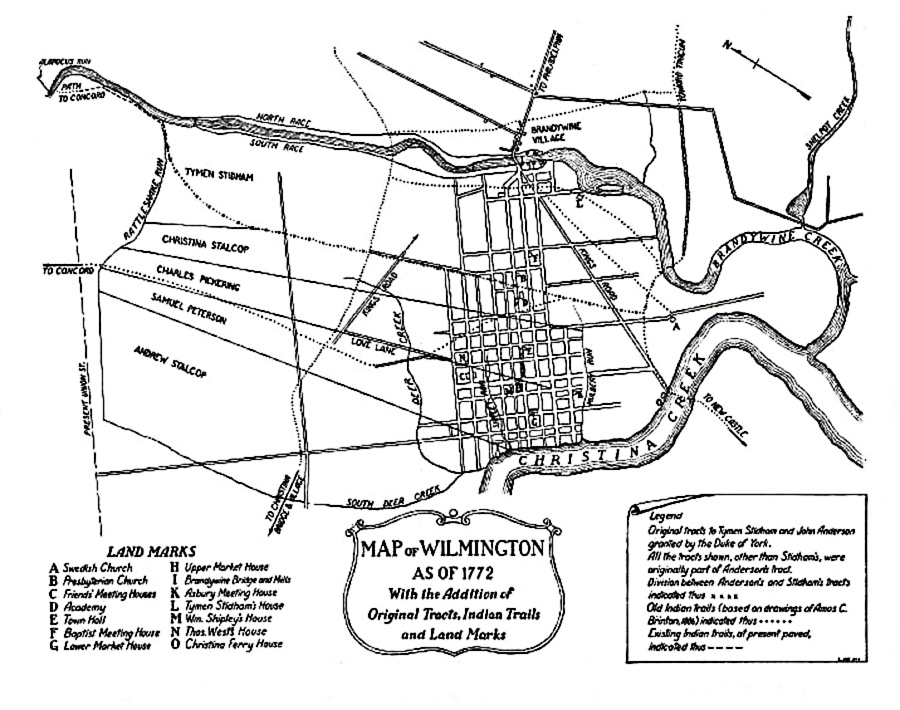 ALAPOCUS RUN
PATH
TO CONCORD
NORTH RACE
SOUTH RACE
TO PHILADELPHIA
TOWARD TINICUM
N
SHELPOT CREEK
BRANDYWINE
VILLAGE
RATTLESNAKE RUN
TYMEN STIDHAM
CHRISTINA STALCOP
TO CONCORD
CHARLES PICKERING
SAMUEL PETERSON
KINGS ROAD
KINGS ROAD
BRANDYWINE CREEK
LOVE LANE
ANDREW STALCOP
DEER CREEK
PRESENT UNION ST.
A
CHRISTINA CREEK
TO NEW CASTLE
TO CHRISTINA
BRIDGE & VILLAGE
SOUTH DEER CREEK
MAP OF WILMINGTON
AS OF 1772
With the Addition of
Original Tracts, Indian Trails
and Land Marks
LAND MARKS
A Swedish Church
B Presbyterian Church
C Friends' Meeting Houses
D Academy
E Town Hall
F Baptist Meeting House
G Lower Market House
H Upper Market House
I Brandywine Bridge and Mills
K Asbury Meeting House
L Tymen Stidham's House
M Wm. Shipley's House
N Thos. West's House
O Christina Ferry House
Legend
Original tracts to Tymen Stidham and John Anderson
granted by the Duke of York.
All the tracts shown, other than Stidham's, were
originally part of Anderson's tract.
Division between Anderson's and Stidham's tracts
indicated thus x x x x
Old Indian Trails (based on drawings of Amos C.
Brinton, 1886) indicated thus ••••••
Existing Indian trails, at present paved,
indicated thus – – – –